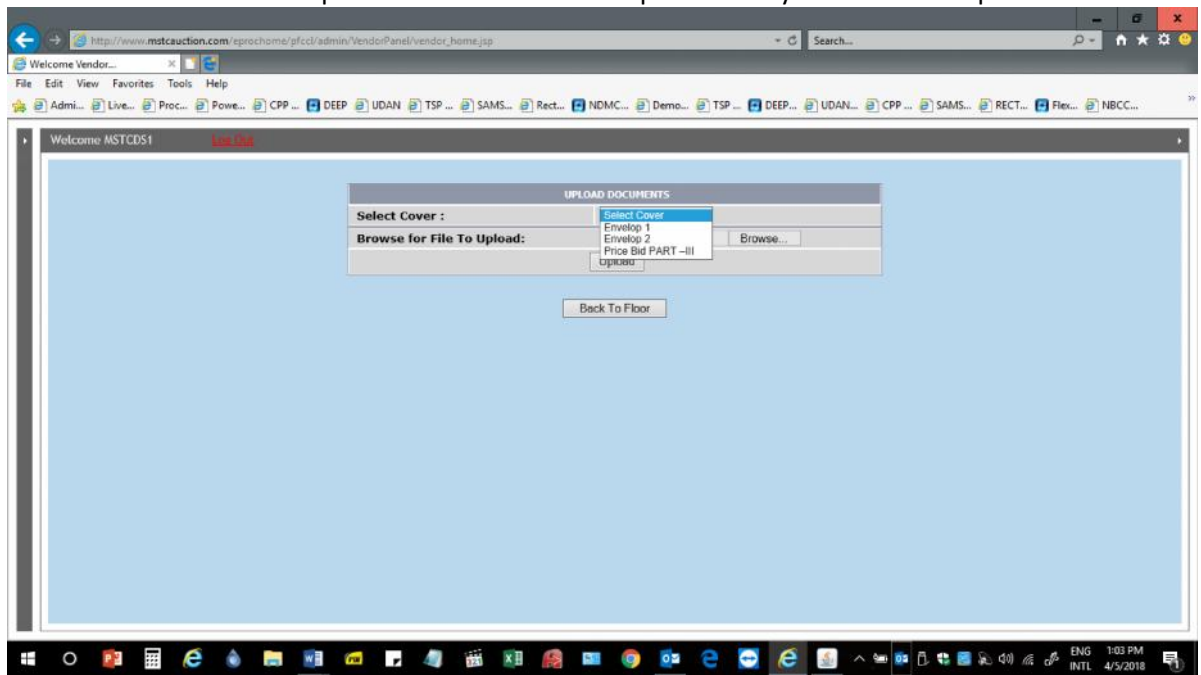 http://www.mstcauction.com/eprochome/pfccl/admin/VendorPanel/vendor_home.jsp
Search...
Welcome Vendor...
File Edit View Favorites Tools Help
Admi... Live... Proc... Powe... CPP ... DEEP UDAN TSP ... SAMS... Rect... NDMC... Demo... TSP ... DEEP... UDAN... CPP ... SAMS... RECT... Flex... NBCC...
Welcome MSTCDS1 Log Out
UPLOAD DOCUMENTS
Select Cover : Select Cover
Envelop 1
Browse for File To Upload: Envelop 2 Browse...
Price Bid PART –III
Upload
Back To Floor
ENG 1:03 PM
INTL 4/5/2018